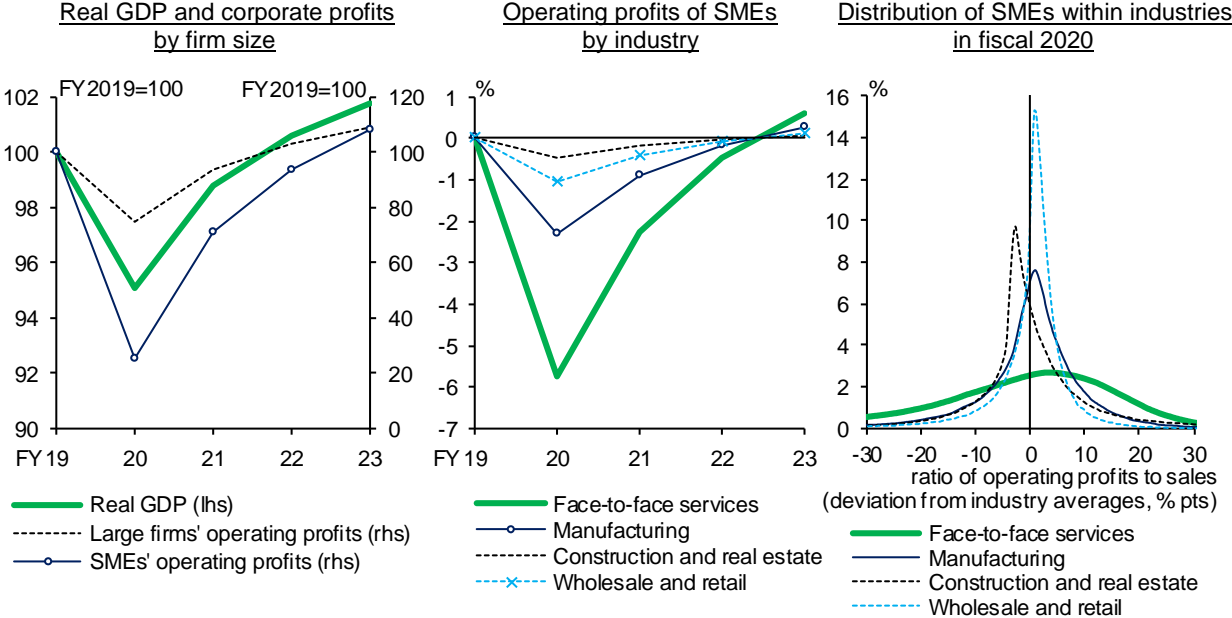 Real GDP and corporate profits
by firm size
FY2019=100
FY2019=100
102
100
98
96
94
92
90
120
100
80
60
40
20
0
FY 19
20
21
22
23
Real GDP (lhs)
Large firms' operating profits (rhs)
SMEs' operating profits (rhs)
Operating profits of SMEs
by industry
%
1
0
-1
-2
-3
-4
-5
-6
-7
FY 19
20
21
22
23
Face-to-face services
Manufacturing
Construction and real estate
Wholesale and retail
Distribution of SMEs within industries
in fiscal 2020
%
16
14
12
10
8
6
4
2
0
-30
-20
-10
0
10
20
30
ratio of operating profits to sales
(deviation from industry averages, % pts)
Face-to-face services
Manufacturing
Construction and real estate
Wholesale and retail